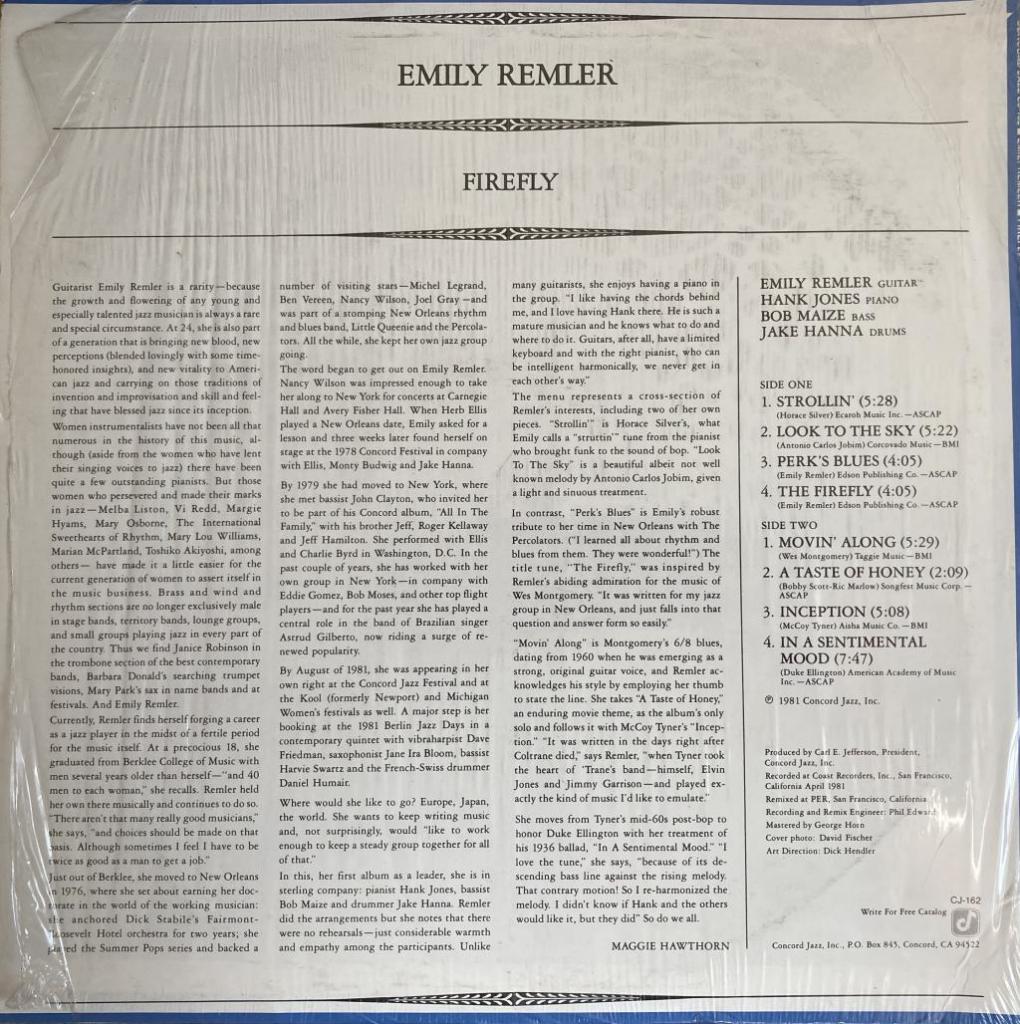 EMILY REMLER
FIREFLY
Guitarist Emily Remler is a rarity—because
the growth and flowering of any young and
especially talented jazz musician is always a rare
and special circumstance. At 24, she is also part
of a generation that is bringing new blood, new
perceptions (blended lovingly with some time-
honored insights), and new vitality to Ameri-
can jazz and carrying on those traditions of
invention and improvisation and skill and feel-
ing that have blessed jazz since its inception.
Women instrumentalists have not been all that
numerous in the history of this music, al-
though (aside from the women who have lent
their singing voices to jazz) there have been
quite a few outstanding pianists. But those
women who persevered and made their marks
in jazz—Melba Liston, Vi Redd, Margie
Hyams, Mary Osborne, The International
Sweethearts of Rhythm, Mary Lou Williams,
Marian McPartland, Toshiko Akiyoshi, among
others— have made it a little easier for the
current generation of women to assert itself in
the music business. Brass and wind and
rhythm sections are no longer exclusively male
in stage bands, territory bands, lounge groups,
and small groups playing jazz in every part of
the country. Thus we find Janice Robinson in
the trombone section of the best contemporary
bands, Barbara Donald's searching trumpet
visions, Mary Park's sax in name bands and at
festivals. And Emily Remler.
Currently, Remler finds herself forging a career
as a jazz player in the midst of a fertile period
for the music itself. At a precocious 18, she
graduated from Berklee College of Music with
men several years older than herself—"and 40
men to each woman," she recalls. Remler held
her own there musically and continues to do so.
"There aren't that many really good musicians,"
she says, "and choices should be made on that
basis. Although sometimes I feel I have to be
twice as good as a man to get a job."
Just out of Berklee, she moved to New Orleans
in 1976, where she set about earning her doc-
torate in the world of the working musician:
she anchored Dick Stabile's Fairmont-
Roosevelt Hotel orchestra for two years; she
played the Summer Pops series and backed a
number of visiting stars—Michel Legrand,
Ben Vereen, Nancy Wilson, Joel Gray —and
was part of a stomping New Orleans rhythm
and blues band, Little Queenie and the Percola-
tors. All the while, she kept her own jazz group
going.
The word began to get out on Emily Remler.
Nancy Wilson was impressed enough to take
her along to New York for concerts at Carnegie
Hall and Avery Fisher Hall. When Herb Ellis
played a New Orleans date, Emily asked for a
lesson and three weeks later found herself on
stage at the 1978 Concord Festival in company
with Ellis, Monty Budwig and Jake Hanna.
By 1979 she had moved to New York, where
she met bassist John Clayton, who invited her
to be part of his Concord album, "All In The
Family," with his brother Jeff, Roger Kellaway
and Jeff Hamilton. She performed with Ellis
and Charlie Byrd in Washington, D.C. In the
past couple of years, she has worked with her
own group in New York—in company with
Eddie Gomez, Bob Moses, and other top flight
players—and for the past year she has played a
central role in the band of Brazilian singer
Astrud Gilberto, now riding a surge of re-
newed popularity.
By August of 1981, she was appearing in her
own right at the Concord Jazz Festival and at
the Kool (formerly Newport) and Michigan
Women's festivals as well. A major step is her
booking at the 1981 Berlin Jazz Days in a
contemporary quintet with vibraharpist Dave
Friedman, saxophonist Jane Ira Bloom, bassist
Harvie Swartz and the French-Swiss drummer
Daniel Humair.
Where would she like to go? Europe, Japan,
the world. She wants to keep writing music
and, not surprisingly, would "like to work
enough to keep a steady group together for all
of that."
In this, her first album as a leader, she is in
sterling company: pianist Hank Jones, bassist
Bob Maize and drummer Jake Hanna. Remler
did the arrangements but she notes that there
were no rehearsals—just considerable warmth
and empathy among the participants. Unlike
many guitarists, she enjoys having a piano in
the group. "I like having the chords behind
me, and I love having Hank there. He is such a
mature musician and he knows what to do and
where to do it. Guitars, after all, have a limited
keyboard and with the right pianist, who can
be intelligent harmonically, we never get in
each other's way."
The menu represents a cross-section of
Remler's interests, including two of her own
pieces. "Strollin'" is Horace Silver's, what
Emily calls a "struttin'" tune from the pianist
who brought funk to the sound of bop. "Look
To The Sky" is a beautiful albeit not well
known melody by Antonio Carlos Jobim, given
a light and sinuous treatment.
In contrast, "Perk's Blues" is Emily's robust
tribute to her time in New Orleans with The
Percolators. ("I learned all about rhythm and
blues from them. They were wonderful!") The
title tune, "The Firefly," was inspired by
Remler's abiding admiration for the music of
Wes Montgomery. "It was written for my jazz
group in New Orleans, and just falls into that
question and answer form so easily."
"Movin' Along" is Montgomery's 6/8 blues,
dating from 1960 when he was emerging as a
strong, original guitar voice, and Remler ac-
knowledges his style by employing her thumb
to state the line. She takes "A Taste of Honey,"
an enduring movie theme, as the album's only
solo and follows it with McCoy Tyner's "Incep-
tion." "It was written in the days right after
Coltrane died," says Remler, "when Tyner took
the heart of 'Trane's band—himself, Elvin
Jones and Jimmy Garrison—and played ex-
actly the kind of music I'd like to emulate."
She moves from Tyner's mid-60s post-bop to
honor Duke Ellington with her treatment of
his 1936 ballad, "In A Sentimental Mood." "I
love the tune," she says, "because of its de-
scending bass line against the rising melody.
That contrary motion! So I re-harmonized the
melody. I didn't know if Hank and the others
would like it, but they did" So do we all.
MAGGIE HAWTHORN
EMILY REMLER GUITAR
HANK JONES PIANO
BOB MAIZE BASS
JAKE HANNA DRUMS
SIDE ONE
1. STROLLIN' (5:28)
(Horace Silver) Ecaroh Music Inc. —ASCAP
2. LOOK TO THE SKY (5:22)
(Antonio Carlos Jobim) Corcovado Music—BMI
3. PERK'S BLUES (4:05)
(Emily Remler) Edson Publishing Co. —ASCAP
4. THE FIREFLY (4:05)
(Emily Remler) Edson Publishing Co. —ASCAP
SIDE TWO
1. MOVIN' ALONG (5:29)
(Wes Montgomery) Taggie Music—BMI
2. A TASTE OF HONEY (2:09)
(Bobby Scott-Ric Marlow) Songfest Music Corp. —
ASCAP
3. INCEPTION (5:08)
(McCoy Tyner) Aisha Music Co. —BMI
4. IN A SENTIMENTAL
MOOD (7:47)
(Duke Ellington) American Academy of Music
Inc. —ASCAP
℗ 1981 Concord Jazz, Inc.
Produced by Carl E. Jefferson, President,
Concord Jazz, Inc.
Recorded at Coast Recorders, Inc., San Francisco,
California April 1981
Remixed at PER, San Francisco, California
Recording and Remix Engineer: Phil Edwards
Mastered by George Horn
Cover photo: David Fischer
Art Direction: Dick Hendler
CJ-162
Write For Free Catalog
Concord Jazz, Inc., P.O. Box 845, Concord, CA 94522